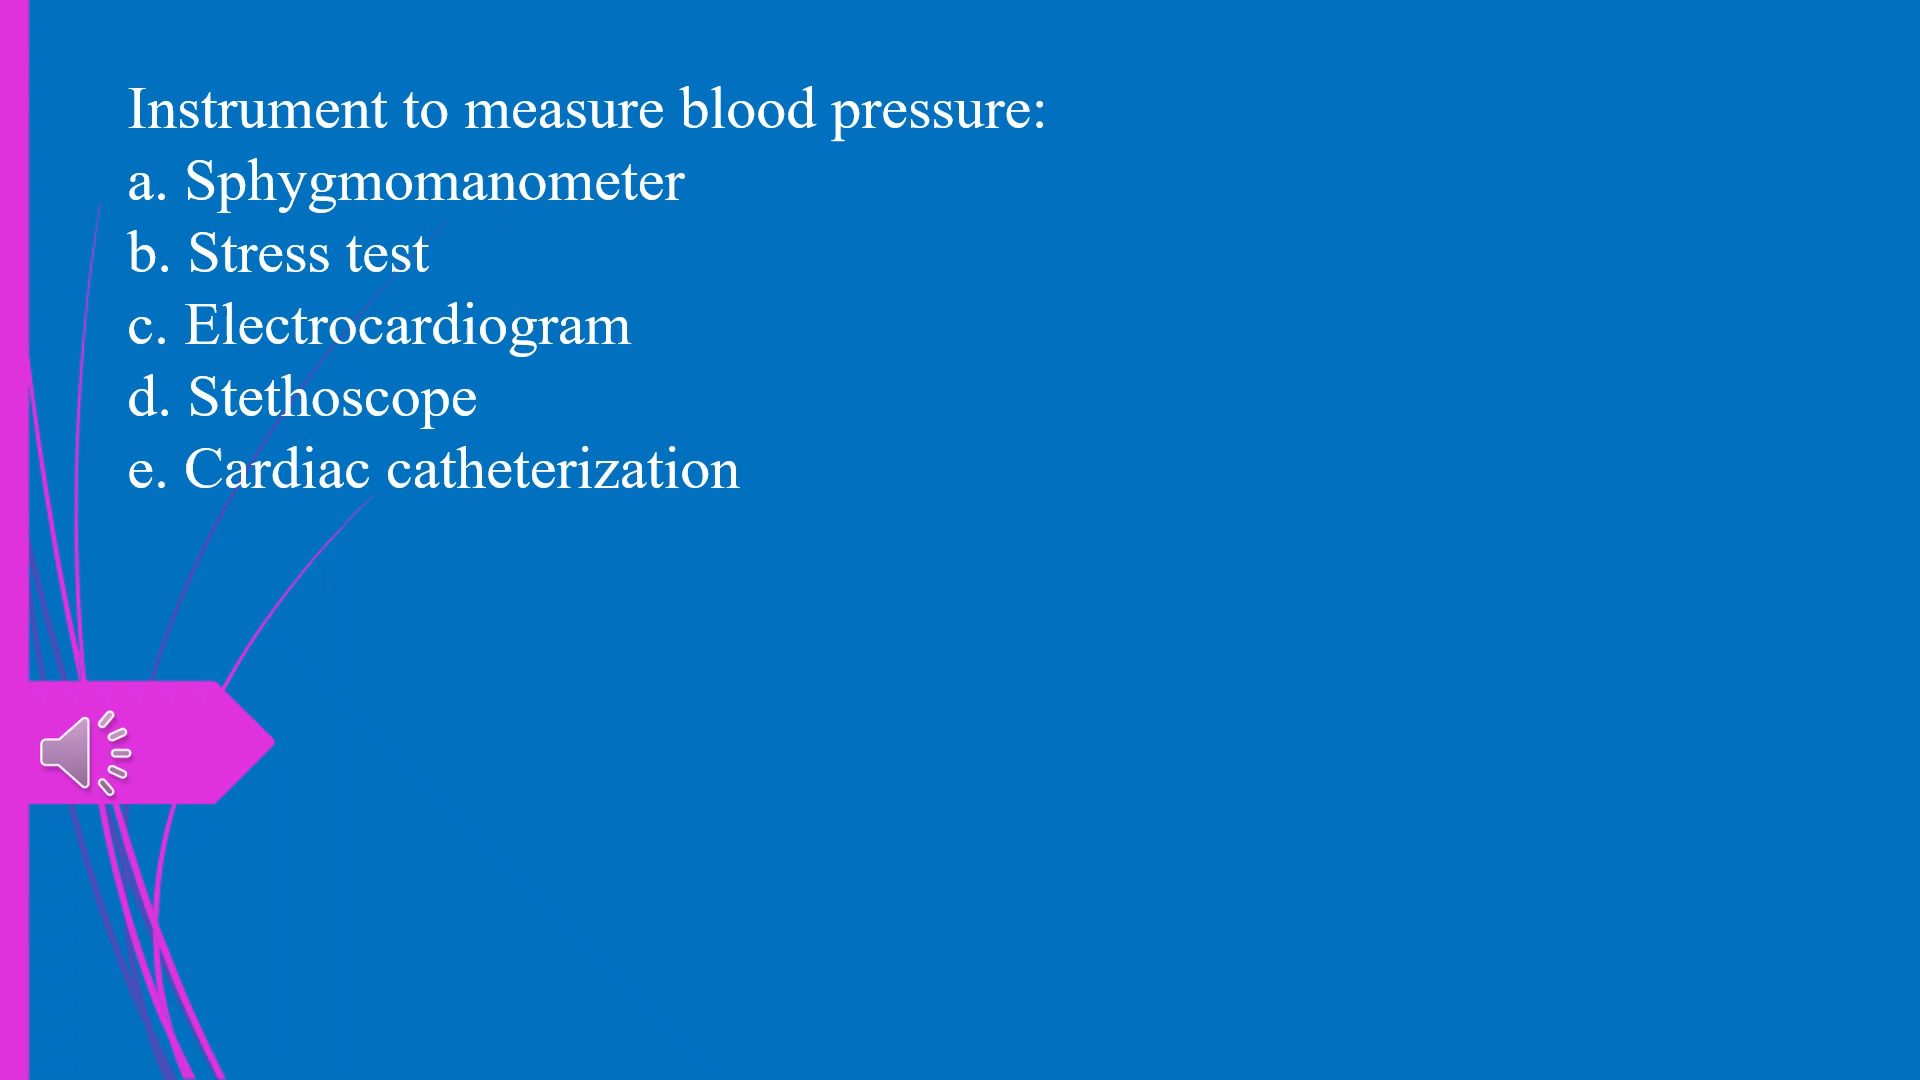 Instrument to measure blood pressure:
a. Sphygmomanometer
b. Stress test
c. Electrocardiogram
d. Stethoscope
e. Cardiac catheterization